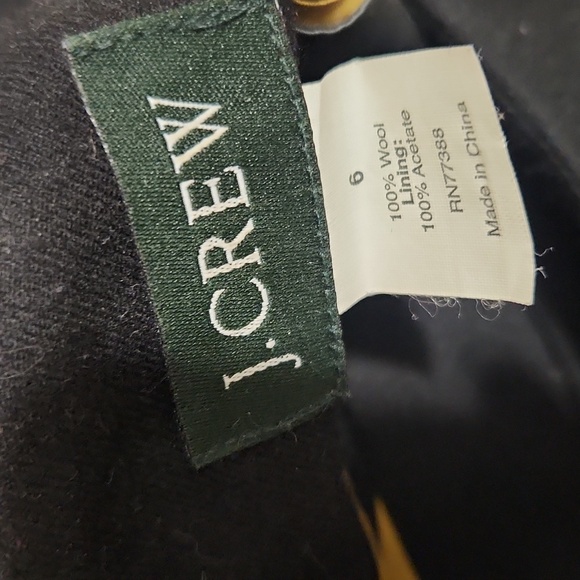 J.CREW
6
100% Wool
Lining:
100% Acetate
RN77388
Made in China